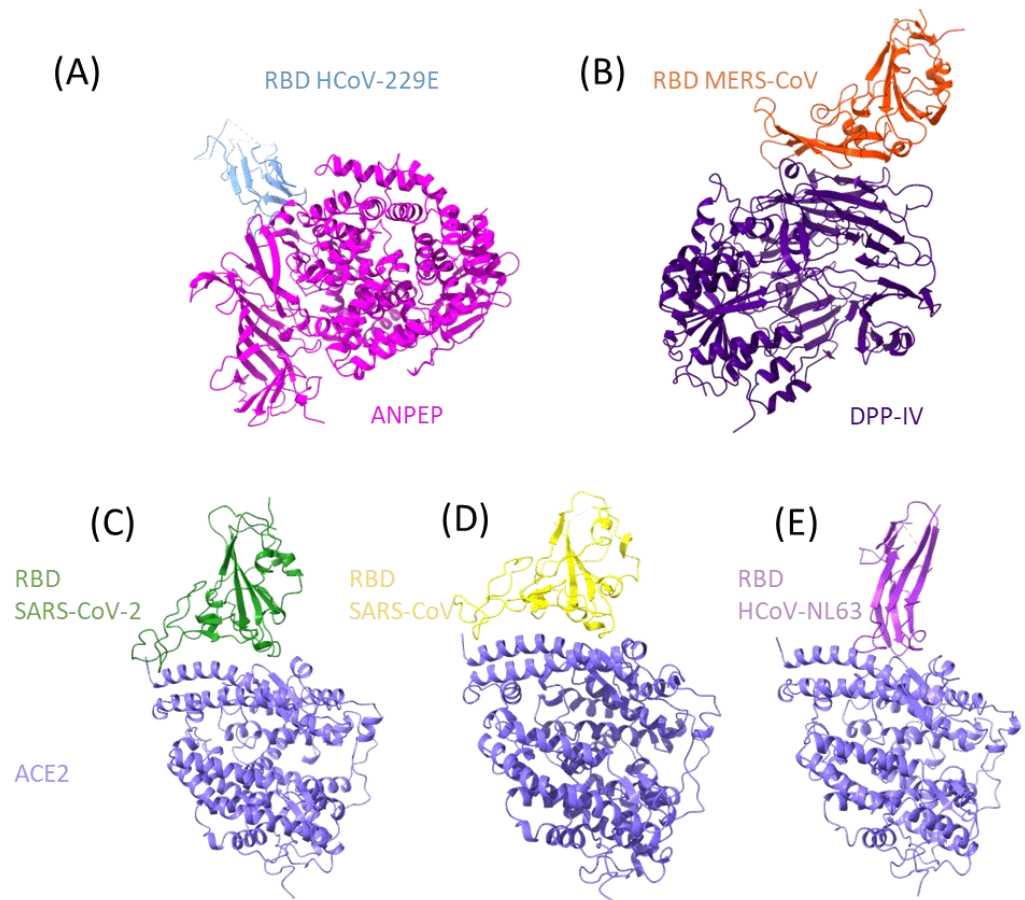 (A)
RBD HCoV-229E
ANPEP
(B)
RBD MERS-CoV
DPP-IV
(C)
RBD
SARS-CoV-2
ACE2
(D)
RBD
SARS-CoV
(E)
RBD
HCoV-NL63